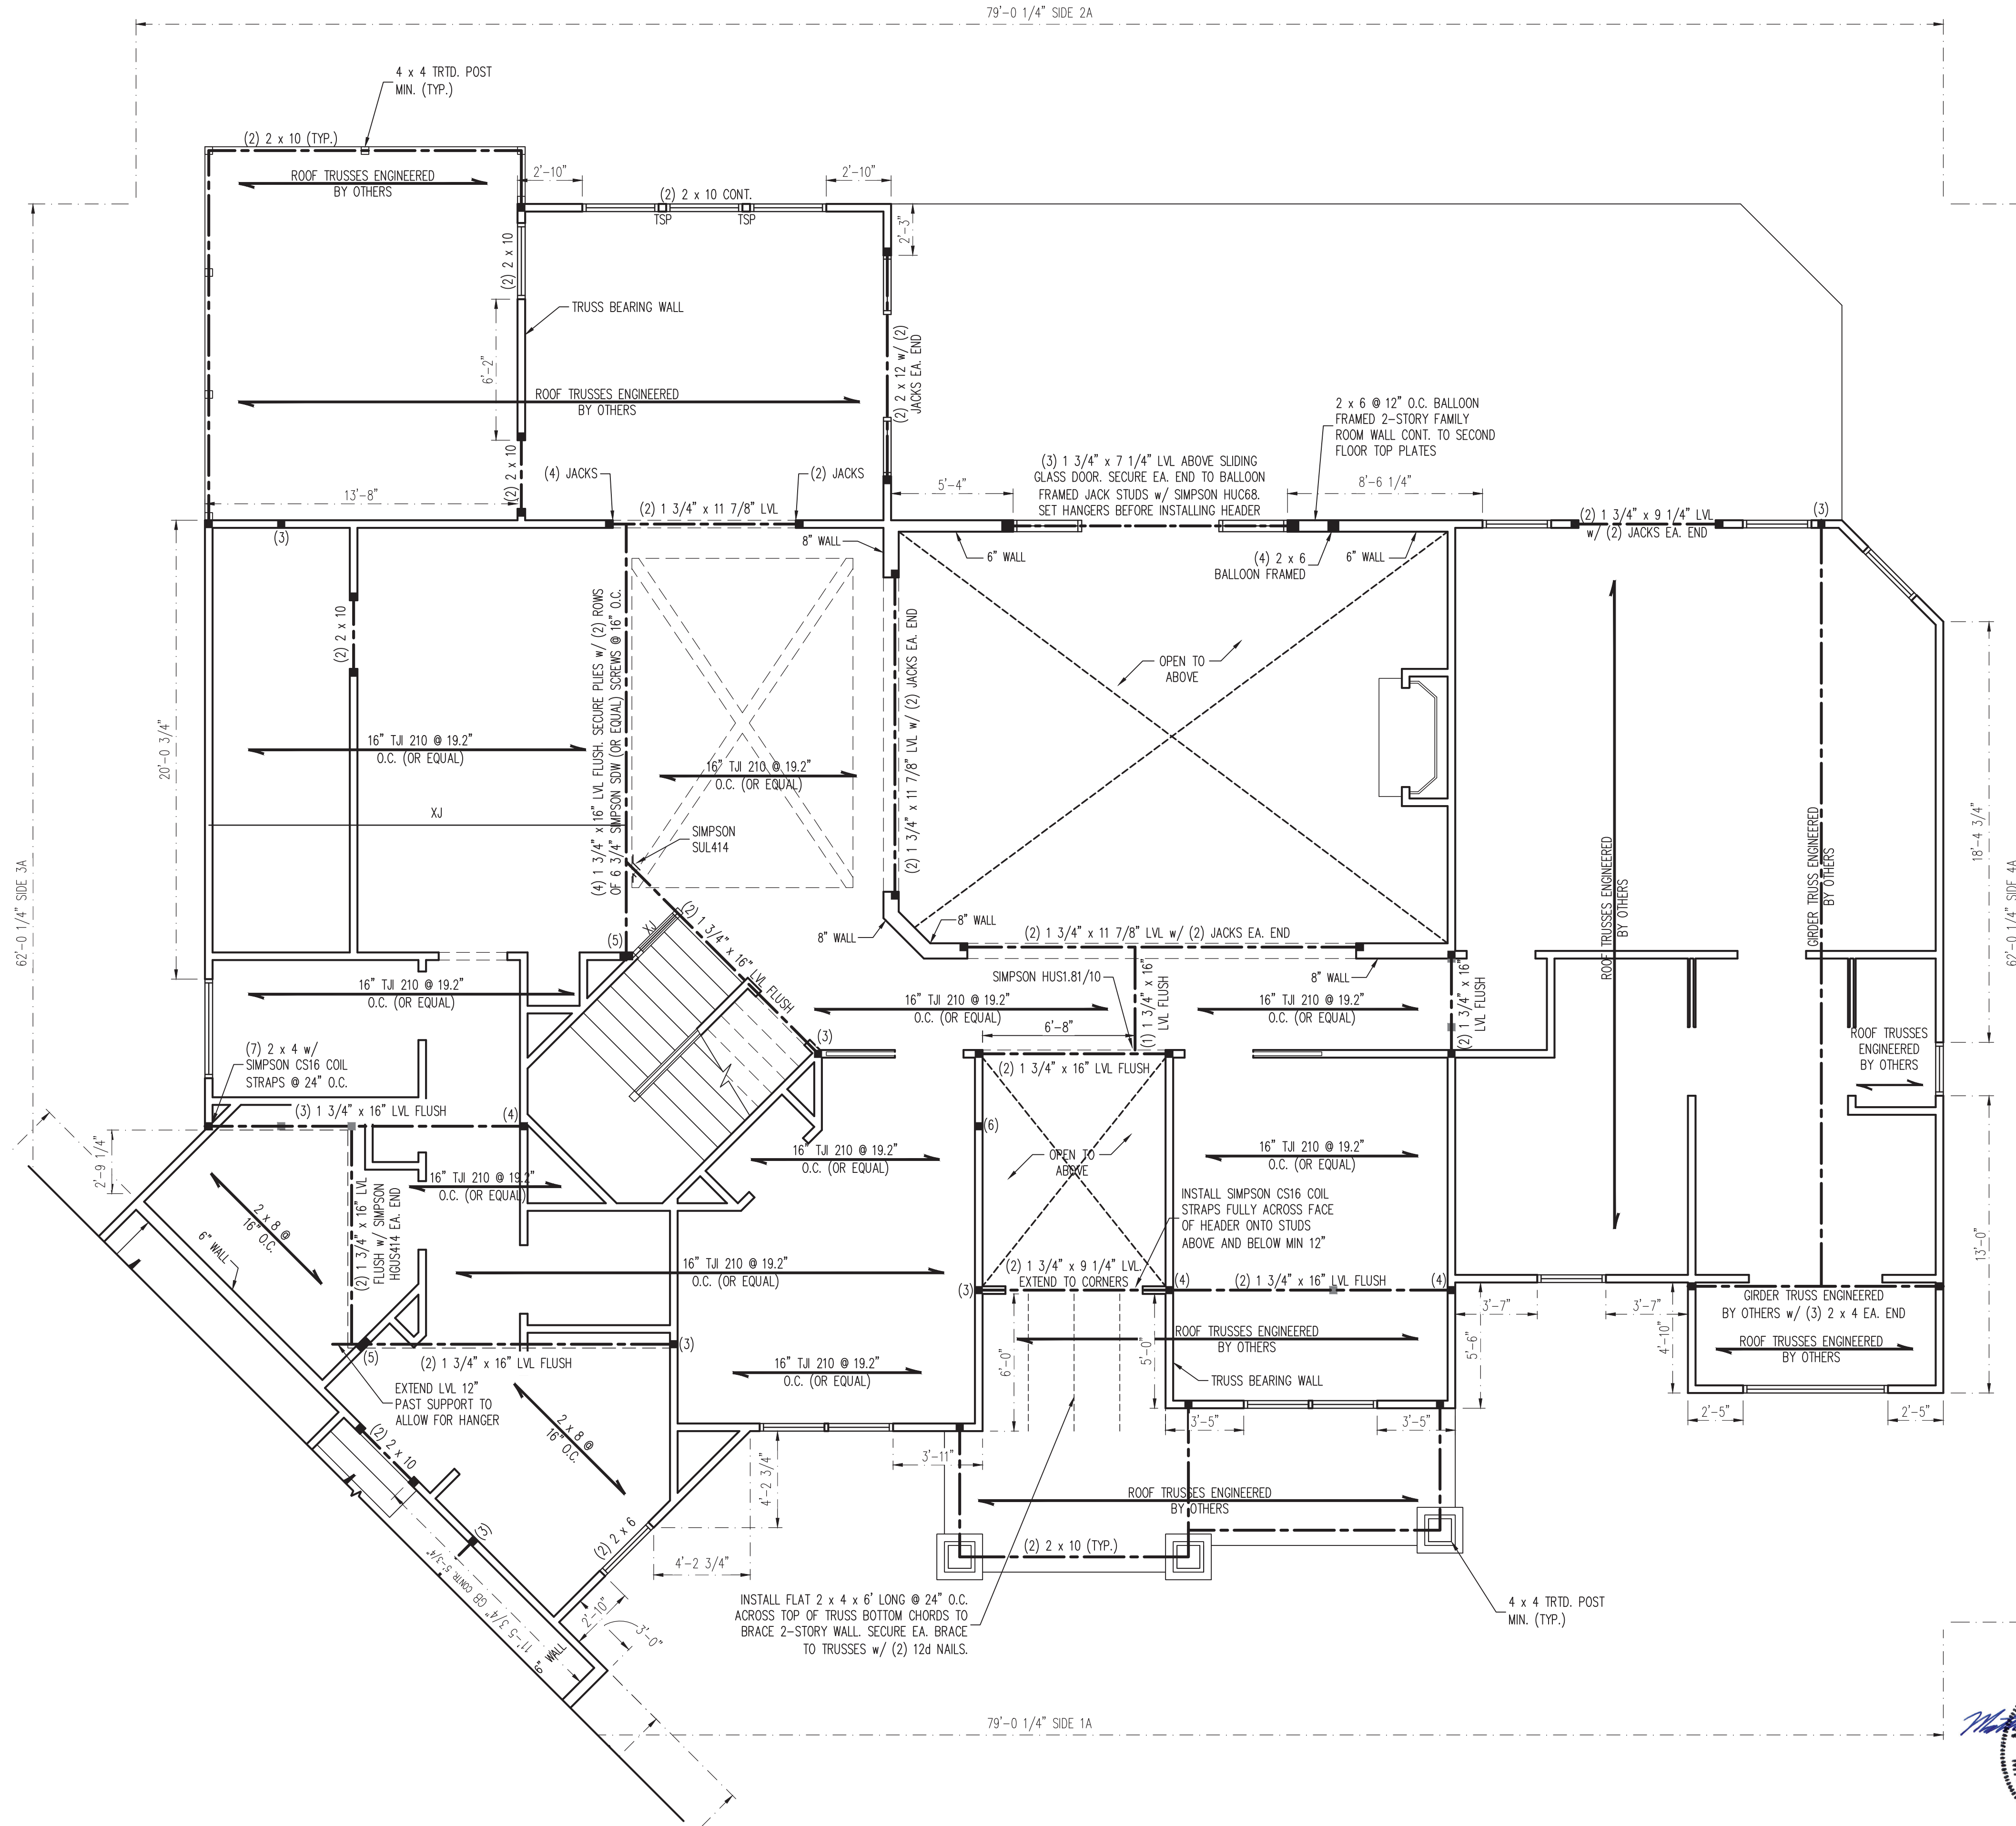 79'-0 1/4" SIDE 2A
4 x 4 TRTD. POST
MIN. (TYP.)
(2) 2 x 10 (TYP.)
ROOF TRUSSES ENGINEERED
BY OTHERS
2'-10"
(2) 2 x 10 CONT.
TSP
TSP
2'-10"
2'-3"
(2) 2 x 10
TRUSS BEARING WALL
6'-2"
(2) 2 x 12 w/ (2)
JACKS EA. END
ROOF TRUSSES ENGINEERED
BY OTHERS
(2) 2 x 10
13'-8"
(4) JACKS
(2) JACKS
(2) 1 3/4" x 11 7/8" LVL
5'-4"
(3) 1 3/4" x 7 1/4" LVL ABOVE SLIDING
GLASS DOOR. SECURE EA. END TO BALLOON
FRAMED JACK STUDS w/ SIMPSON HUC68.
SET HANGERS BEFORE INSTALLING HEADER
2 x 6 @ 12" O.C. BALLOON
FRAMED 2-STORY FAMILY
ROOM WALL CONT. TO SECOND
FLOOR TOP PLATES
8'-6 1/4"
(2) 1 3/4" x 9 1/4" LVL
w/ (2) JACKS EA. END
(3)
(3)
8" WALL
6" WALL
(4) 2 x 6
BALLOON FRAMED
6" WALL
(2) 2 x 10
(4) 1 3/4" x 16" LVL FLUSH. SECURE PLIES w/ (2) ROWS
OF 6 3/4" SIMPSON SDW (OR EQUAL) SCREWS @ 16" O.C.
(2) 1 3/4" x 11 7/8" LVL w/ (2) JACKS EA. END
OPEN TO
ABOVE
20'-0 3/4"
16" TJI 210 @ 19.2"
O.C. (OR EQUAL)
16" TJI 210 @ 19.2"
O.C. (OR EQUAL)
XJ
SIMPSON
SUL414
ROOF TRUSSES ENGINEERED
BY OTHERS
GIRDER TRUSS ENGINEERED
BY OTHERS
18'-4 3/4"
62'-0 1/4" SIDE 3A
62'-0 1/4" SIDE 4A
(5)
XJ
(2) 1 3/4" x 16" LVL FLUSH
8" WALL
8" WALL
(2) 1 3/4" x 11 7/8" LVL w/ (2) JACKS EA. END
SIMPSON HUS1.81/10
(1) 1 3/4" x 16"
LVL FLUSH
8" WALL
(2) 1 3/4" x 16"
LVL FLUSH
16" TJI 210 @ 19.2"
O.C. (OR EQUAL)
16" TJI 210 @ 19.2"
O.C. (OR EQUAL)
16" TJI 210 @ 19.2"
O.C. (OR EQUAL)
6'-8"
(3)
(2) 1 3/4" x 16" LVL FLUSH
ROOF TRUSSES
ENGINEERED
BY OTHERS
(7) 2 x 4 w/
SIMPSON CS16 COIL
STRAPS @ 24" O.C.
(3) 1 3/4" x 16" LVL FLUSH
(4)
(6)
2'-9 1/4"
16" TJI 210 @ 19.2"
O.C. (OR EQUAL)
16" TJI 210 @ 19.2"
O.C. (OR EQUAL)
OPEN TO
ABOVE
16" TJI 210 @ 19.2"
O.C. (OR EQUAL)
2 x 8 @
16" O.C.
6" WALL
(2) 1 3/4" x 16" LVL
FLUSH w/ SIMPSON
HGUS414 EA. END
INSTALL SIMPSON CS16 COIL
STRAPS FULLY ACROSS FACE
OF HEADER ONTO STUDS
ABOVE AND BELOW MIN 12"
16" TJI 210 @ 19.2"
O.C. (OR EQUAL)
(3)
(2) 1 3/4" x 9 1/4" LVL.
EXTEND TO CORNERS
(4)
(2) 1 3/4" x 16" LVL FLUSH
(4)
13'-0"
3'-7"
3'-7"
4'-10"
GIRDER TRUSS ENGINEERED
BY OTHERS w/ (3) 2 x 4 EA. END
ROOF TRUSSES ENGINEERED
BY OTHERS
(5)
(3)
(2) 1 3/4" x 16" LVL FLUSH
6'-0"
5'-0"
ROOF TRUSSES ENGINEERED
BY OTHERS
5'-6"
EXTEND LVL 12"
PAST SUPPORT TO
ALLOW FOR HANGER
16" TJI 210 @ 19.2"
O.C. (OR EQUAL)
TRUSS BEARING WALL
2 x 8 @
16" O.C.
(2) 2 x 10
3'-5"
3'-5"
2'-5"
2'-5"
3'-11"
4'-2 3/4"
ROOF TRUSSES ENGINEERED
BY OTHERS
(3)
(2) 2 x 6
4'-2 3/4"
(2) 2 x 10 (TYP.)
11'-5 3/4" GB CONTR. 5-3/4"
6" WALL
2'-10"
3'-0"
INSTALL FLAT 2 x 4 x 6' LONG @ 24" O.C.
ACROSS TOP OF TRUSS BOTTOM CHORDS TO
BRACE 2-STORY WALL. SECURE EA. BRACE
TO TRUSSES w/ (2) 12d NAILS.
4 x 4 TRTD. POST
MIN. (TYP.)
79'-0 1/4" SIDE 1A